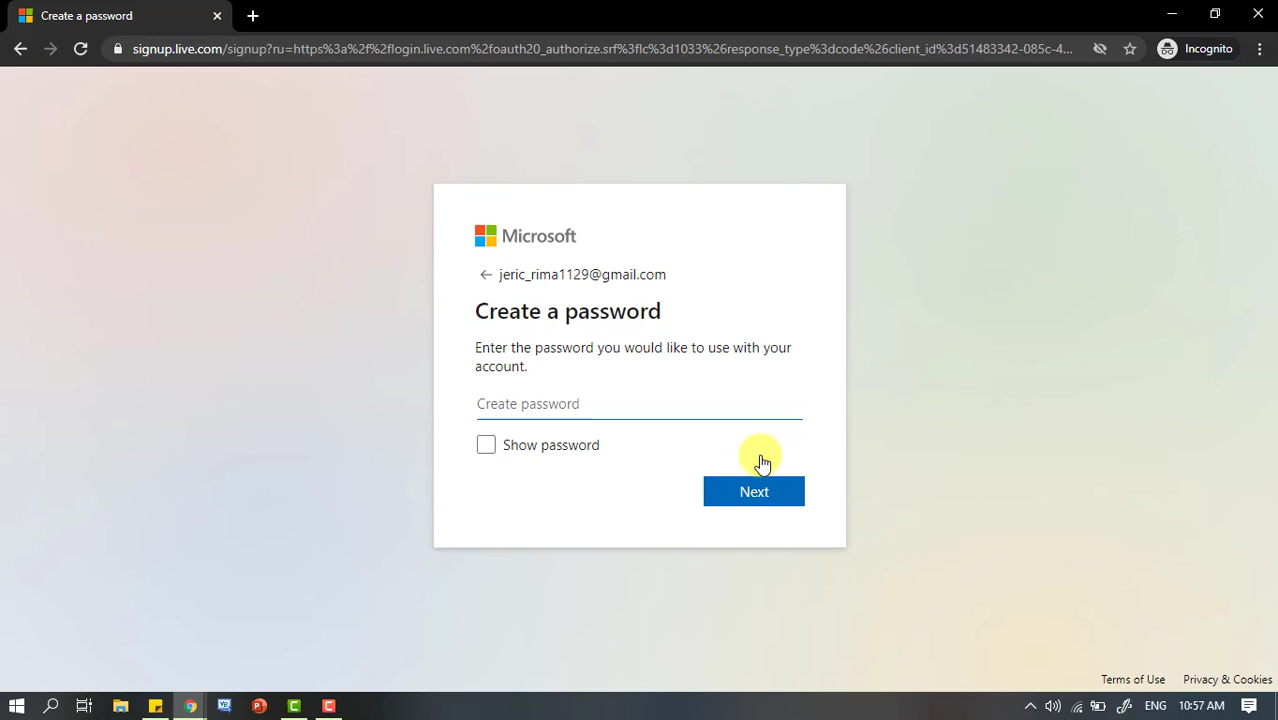 Create a password
signup.live.com/signup?ru=https%3a%2f%2flogin.live.com%2foauth20_authorize.srf%3flc%3d1033%26response_type%3dcode%26client_id%3d51483342-085c-4...
Incognito
Microsoft
jeric_rima1129@gmail.com
Create a password
Enter the password you would like to use with your
account.
Create password
Show password
Next
Terms of Use
Privacy & Cookies
ENG
10:57 AM